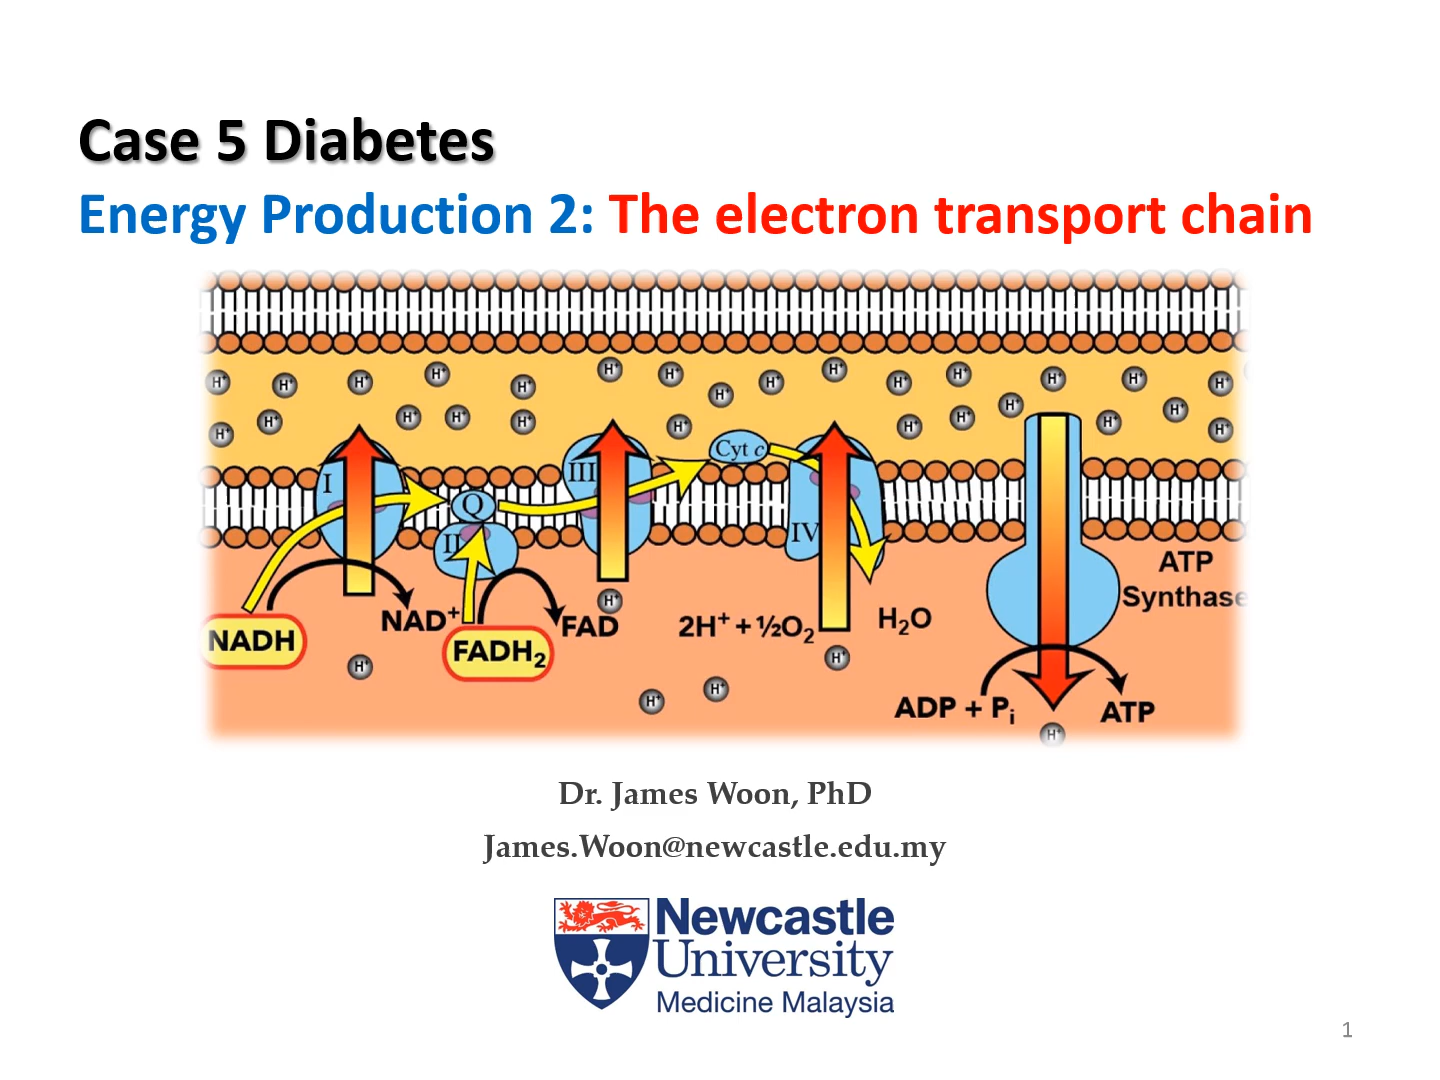 Case 5 Diabetes
Energy Production 2: The electron transport chain
H⁺ H⁺ H⁺ H⁺ H⁺ H⁺ H⁺ H⁺ H⁺ H⁺ H⁺ H⁺ H⁺ H⁺ H⁺
H⁺ H⁺ H⁺ H⁺ H⁺ H⁺ H⁺ H⁺ H⁺ H⁺ H⁺ H⁺ H⁺
I
Q
II
III
Cyt c
IV
ATP
Synthase
NADH
NAD⁺
FADH₂
FAD
H⁺
2H⁺ + ½O₂
H₂O
H⁺
H⁺
H⁺
H⁺
ADP + Pᵢ
ATP
H⁺
Dr. James Woon, PhD
James.Woon@newcastle.edu.my
Newcastle
University
Medicine Malaysia
1